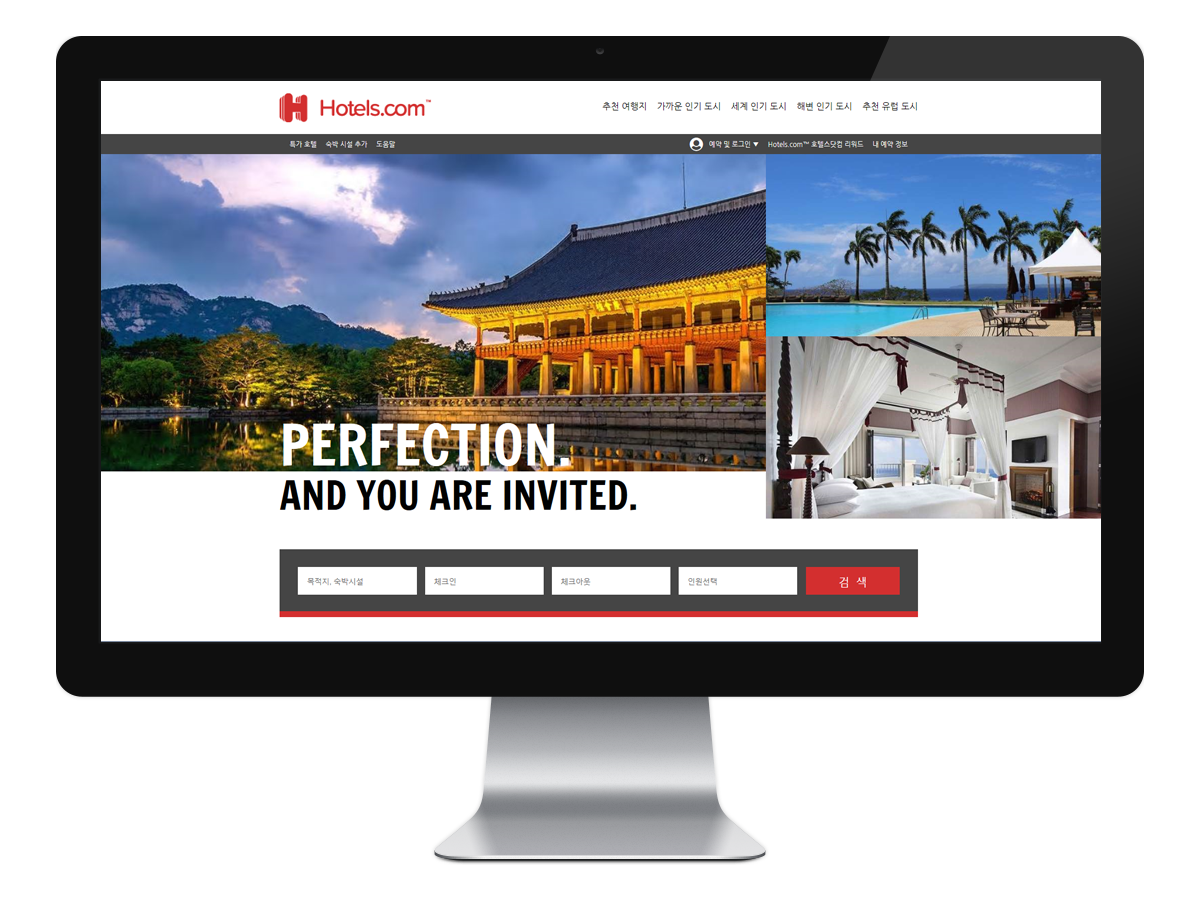 Hotels.com™
추천 여행지 가까운 인기 도시 세계 인기 도시 해변 인기 도시 추천 유럽 도시
특가 호텔 숙박 시설 추가 도움말
예약 및 로그인 ▼ Hotels.com™ 호텔스닷컴 리워드 내 예약 정보
PERFECTION.
AND YOU ARE INVITED.
목적지, 숙박시설 체크인 체크아웃 인원선택 검 색